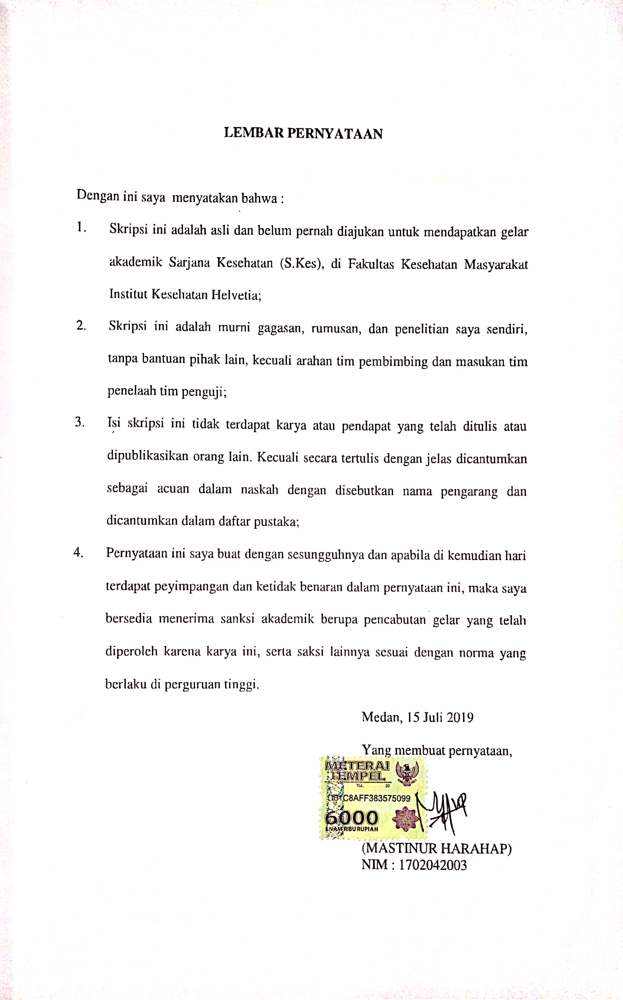 LEMBAR PERNYATAAN
Dengan ini saya menyatakan bahwa :
1. Skripsi ini adalah asli dan belum pernah diajukan untuk mendapatkan gelar
akademik Sarjana Kesehatan (S.Kes), di Fakultas Kesehatan Masyarakat
Institut Kesehatan Helvetia;
2. Skripsi ini adalah murni gagasan, rumusan, dan penelitian saya sendiri,
tanpa bantuan pihak lain, kecuali arahan tim pembimbing dan masukan tim
penelaah tim penguji;
3. Isi skripsi ini tidak terdapat karya atau pendapat yang telah ditulis atau
dipublikasikan orang lain. Kecuali secara tertulis dengan jelas dicantumkan
sebagai acuan dalam naskah dengan disebutkan nama pengarang dan
dicantumkan dalam daftar pustaka;
4. Pernyataan ini saya buat dengan sesungguhnya dan apabila di kemudian hari
terdapat peyimpangan dan ketidak benaran dalam pernyataan ini, maka saya
bersedia menerima sanksi akademik berupa pencabutan gelar yang telah
diperoleh karena karya ini, serta saksi lainnya sesuai dengan norma yang
berlaku di perguruan tinggi.
Medan, 15 Juli 2019
Yang membuat pernyataan,
METERAI
TEMPEL
TGL 20
6000
ENAM RIBU RUPIAH
(MASTINUR HARAHAP)
NIM : 1702042003